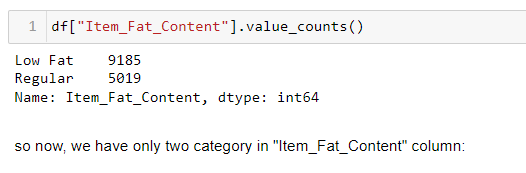 1 df["Item_Fat_Content"].value_counts()
Low Fat    9185
Regular    5019
Name: Item_Fat_Content, dtype: int64
so now, we have only two category in "Item_Fat_Content" column: